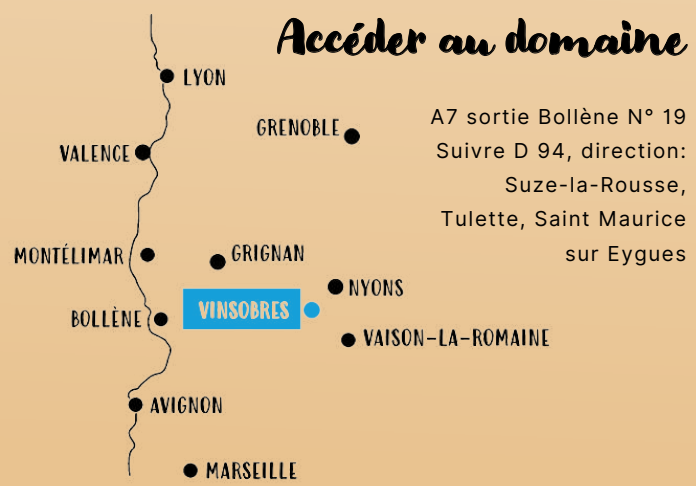 Accéder au domaine
A7 sortie Bollène N° 19
Suivre D 94, direction:
Suze-la-Rousse,
Tulette, Saint Maurice
sur Eygues
LYON
GRENOBLE
VALENCE
MONTÉLIMAR
GRIGNAN
NYONS
VINSOBRES
BOLLÈNE
VAISON-LA-ROMAINE
AVIGNON
MARSEILLE